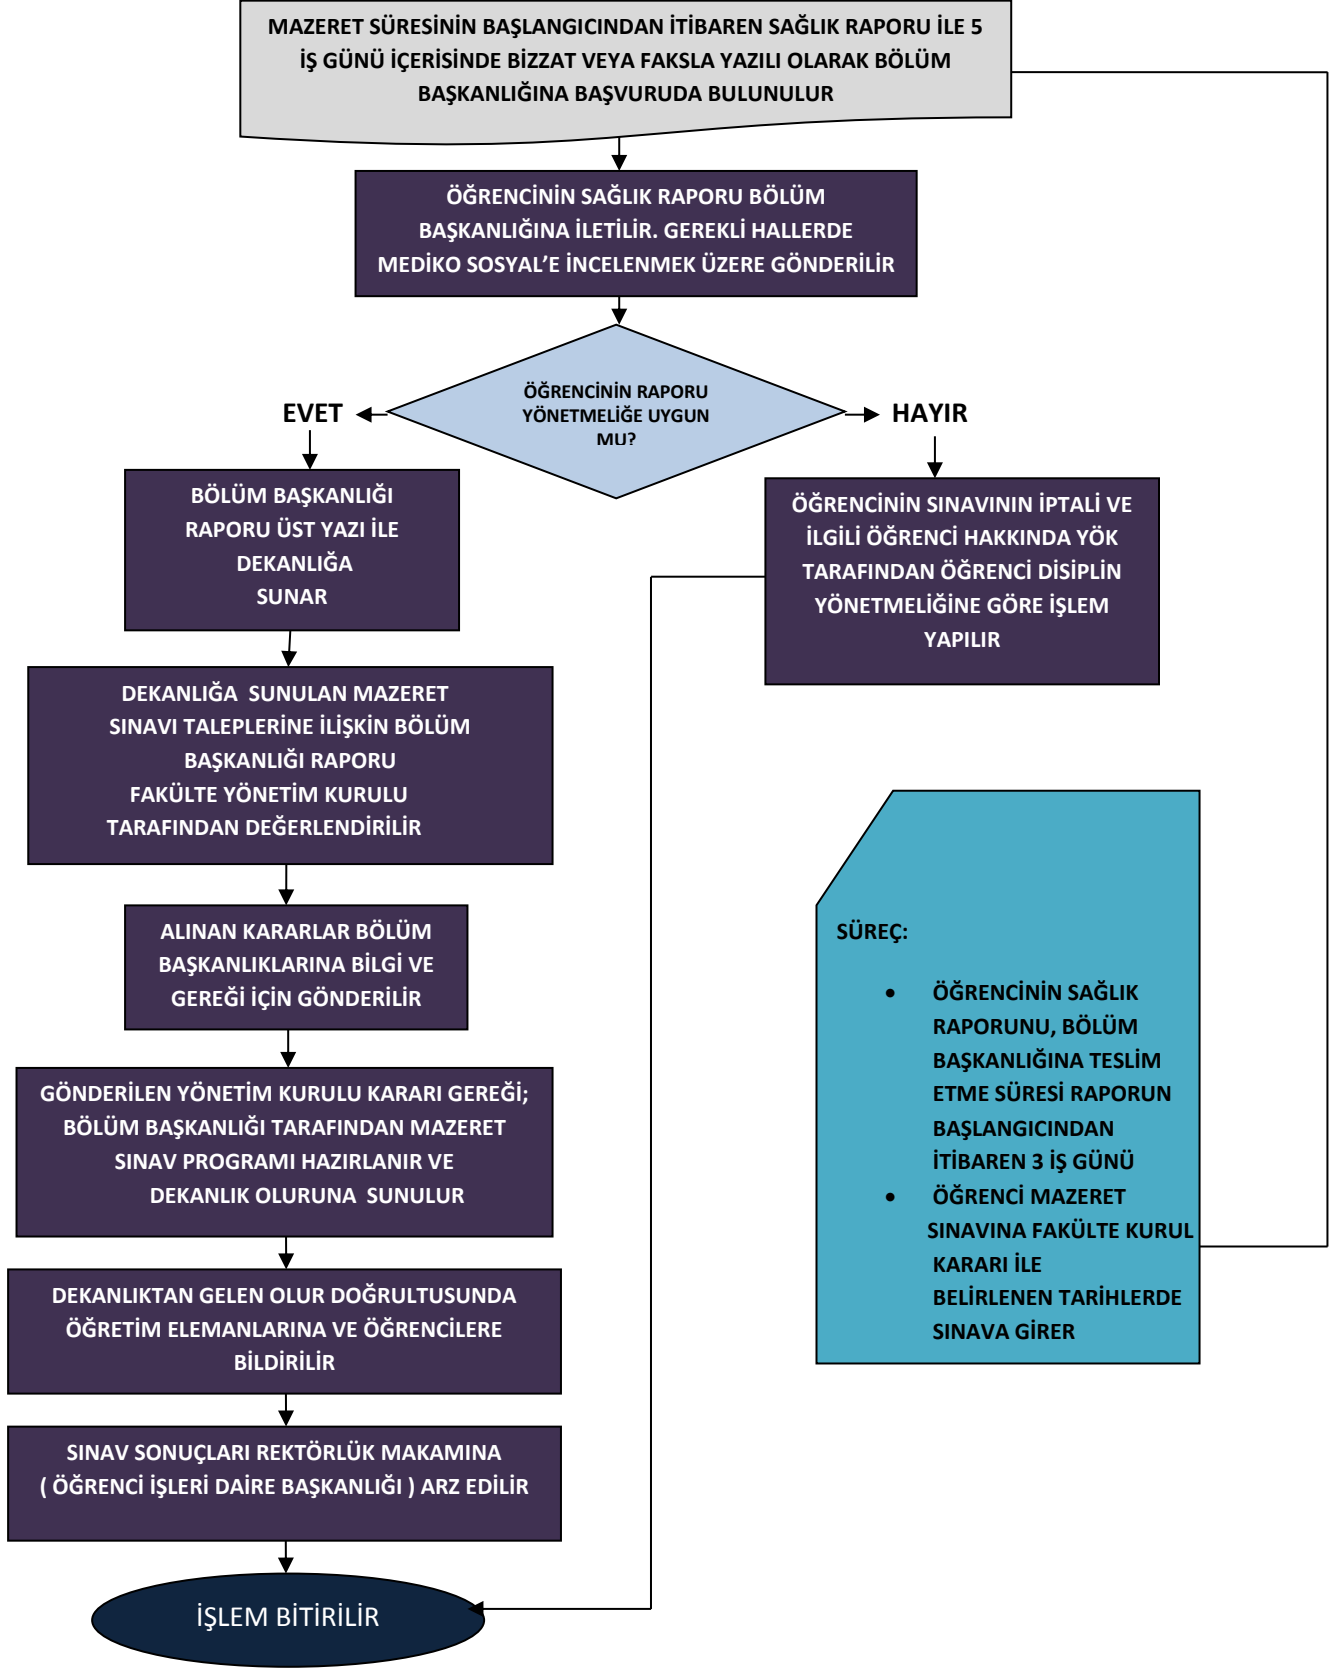 MAZERET SÜRESİNİN BAŞLANGICINDAN İTİBAREN SAĞLIK RAPORU İLE 5
İŞ GÜNÜ İÇERİSİNDE BİZZAT VEYA FAKSLA YAZILI OLARAK BÖLÜM
BAŞKANLIĞINA BAŞVURUDA BULUNULUR
ÖĞRENCİNİN SAĞLIK RAPORU BÖLÜM
BAŞKANLIĞINA İLETİLİR. GEREKLİ HALLERDE
MEDİKO SOSYAL’E İNCELENMEK ÜZERE GÖNDERİLİR
ÖĞRENCİNİN RAPORU
YÖNETMELİĞE UYGUN
MU?
EVET
HAYIR
BÖLÜM BAŞKANLIĞI
RAPORU ÜST YAZI İLE
DEKANLIĞA
SUNAR
ÖĞRENCİNİN SINAVININ İPTALİ VE
İLGİLİ ÖĞRENCİ HAKKINDA YÖK
TARAFINDAN ÖĞRENCİ DİSİPLİN
YÖNETMELİĞİNE GÖRE İŞLEM
YAPILIR
DEKANLIĞA SUNULAN MAZERET
SINAVI TALEPLERİNE İLİŞKİN BÖLÜM
BAŞKANLIĞI RAPORU
FAKÜLTE YÖNETİM KURULU
TARAFINDAN DEĞERLENDİRİLİR
ALINAN KARARLAR BÖLÜM
BAŞKANLIKLARINA BİLGİ VE
GEREĞİ İÇİN GÖNDERİLİR
GÖNDERİLEN YÖNETİM KURULU KARARI GEREĞİ;
BÖLÜM BAŞKANLIĞI TARAFINDAN MAZERET
SINAV PROGRAMI HAZIRLANIR VE
DEKANLIK OLURUNA SUNULUR
DEKANLIKTAN GELEN OLUR DOĞRULTUSUNDA
ÖĞRETİM ELEMANLARINA VE ÖĞRENCİLERE
BİLDİRİLİR
SINAV SONUÇLARI REKTÖRLÜK MAKAMINA
( ÖĞRENCİ İŞLERİ DAİRE BAŞKANLIĞI ) ARZ EDİLİR
İŞLEM BİTİRİLİR
SÜREÇ:
• ÖĞRENCİNİN SAĞLIK
RAPORUNU, BÖLÜM
BAŞKANLIĞINA TESLİM
ETME SÜRESİ RAPORUN
BAŞLANGICINDAN
İTİBAREN 3 İŞ GÜNÜ
• ÖĞRENCİ MAZERET
SINAVINA FAKÜLTE KURUL
KARARI İLE
BELİRLENEN TARİHLERDE
SINAVA GİRER